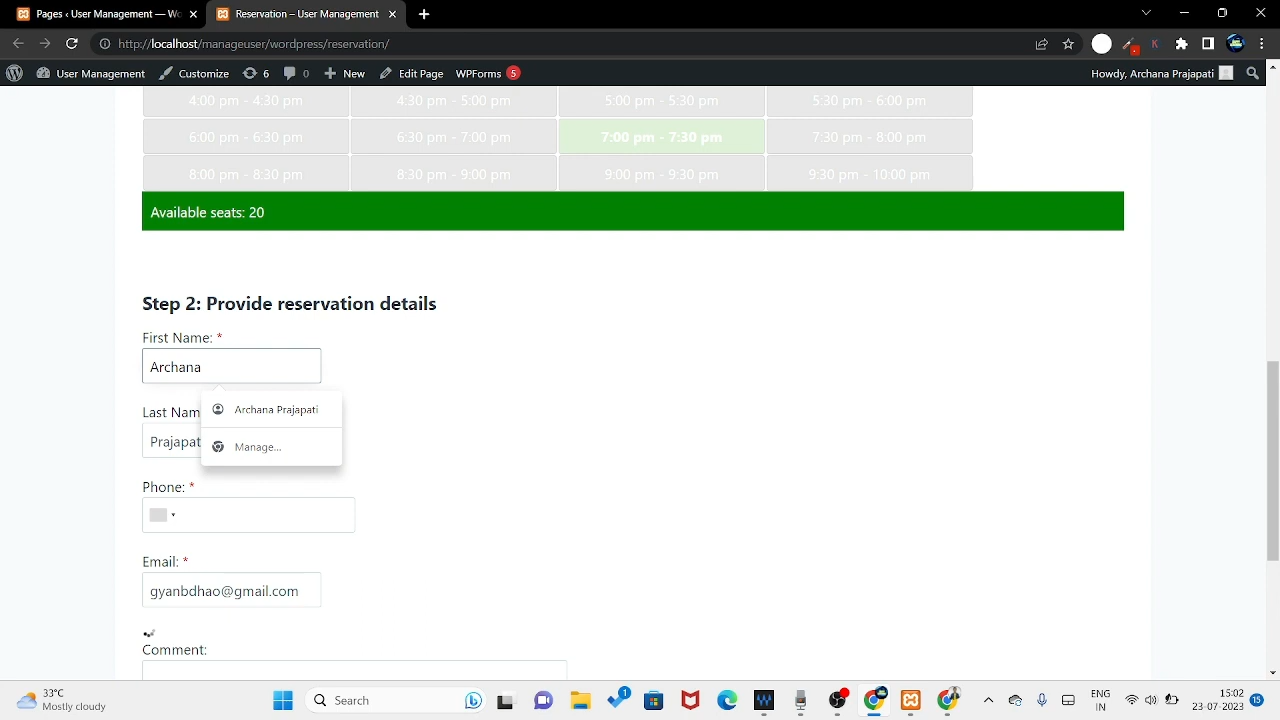 Pages ‹ User Management — Wo
Reservation – User Management
http://localhost/manageuser/wordpress/reservation/
User Management Customize 6 0 New Edit Page WPForms 5 Howdy, Archana Prajapati
4:00 pm - 4:30 pm 4:30 pm - 5:00 pm 5:00 pm - 5:30 pm 5:30 pm - 6:00 pm
6:00 pm - 6:30 pm 6:30 pm - 7:00 pm 7:00 pm - 7:30 pm 7:30 pm - 8:00 pm
8:00 pm - 8:30 pm 8:30 pm - 9:00 pm 9:00 pm - 9:30 pm 9:30 pm - 10:00 pm
Available seats: 20
Step 2: Provide reservation details
First Name: *
Archana
Archana Prajapati
Last Nam
Prajapat
Manage...
Phone: *
Email: *
gyanbdhao@gmail.com
Comment:
33°C
Mostly cloudy
Search
1
ENG
IN
15:02
22-07-2023
15